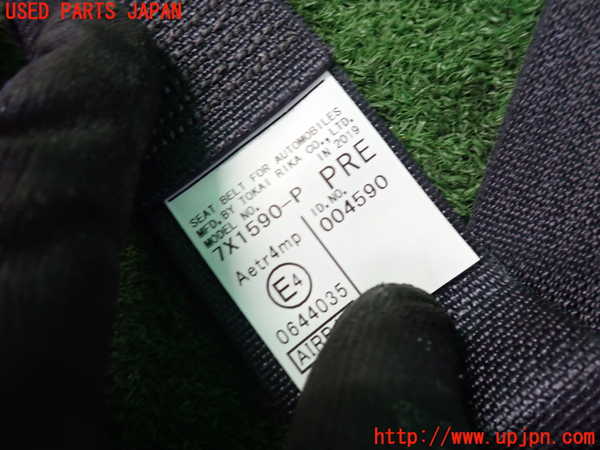 USED PARTS JAPAN
SEAT BELT FOR AUTOMOBILES
MFD.BY TOKAI RIKA CO.,LTD.
MODEL NO. IN 2019
7X1590-P PRE
Aetr4mp ID.NO.
004590
E4
0644035
http://www.upjpn.com/